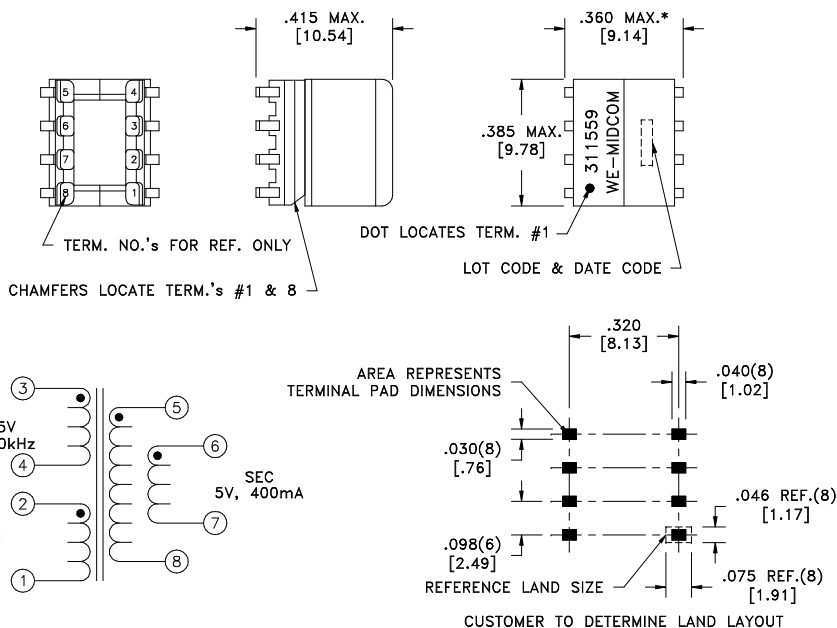 .415 MAX.
[10.54]
.360 MAX.*
[9.14]
5
4
6
3
7
2
8
1
.385 MAX.
[9.78]
311559
WE-MIDCOM
TERM. NO.'s FOR REF. ONLY
DOT LOCATES TERM. #1
LOT CODE & DATE CODE
CHAMFERS LOCATE TERM.'s #1 & 8
3
5V
0kHz
4
2
1
5
6
SEC
5V, 400mA
7
8
.320
[8.13]
AREA REPRESENTS
TERMINAL PAD DIMENSIONS
.040(8)
[1.02]
.030(8)
[.76]
.046 REF.(8)
[1.17]
.098(6)
[2.49]
REFERENCE LAND SIZE
.075 REF.(8)
[1.91]
CUSTOMER TO DETERMINE LAND LAYOUT